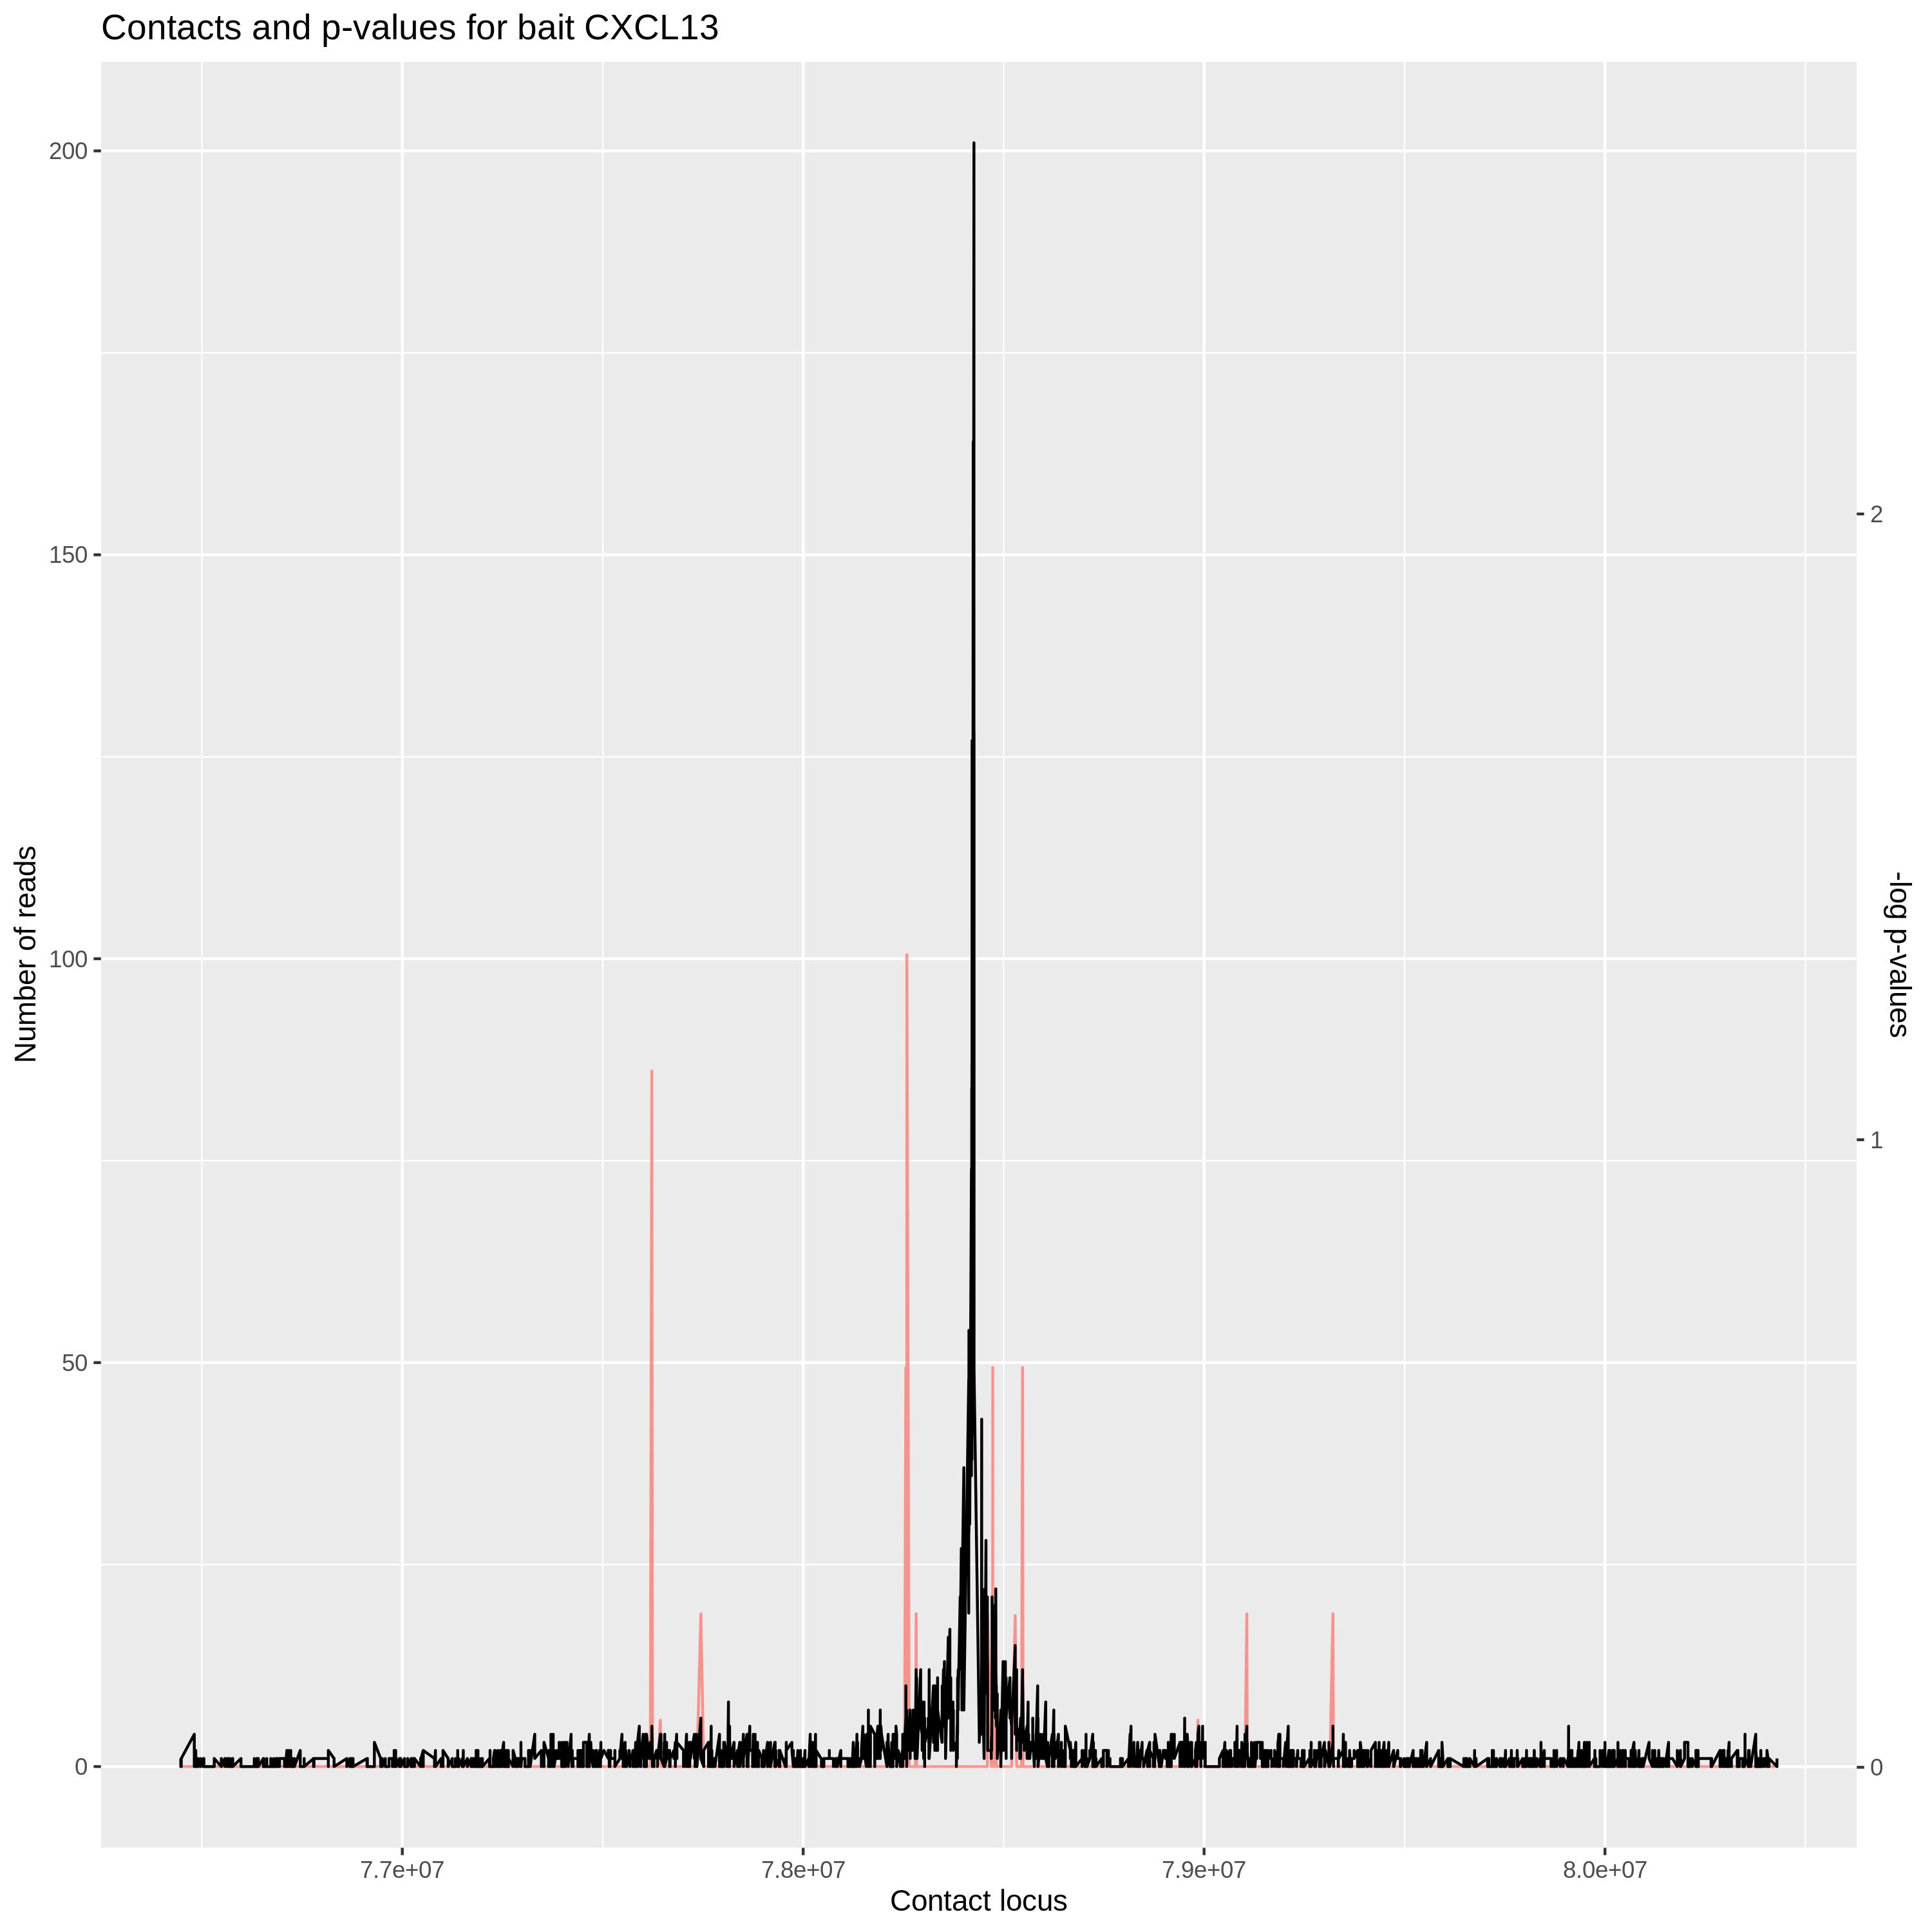 Contacts and p-values for bait CXCL13
200
150
100
50
0
Number of reads
2
1
0
-log p-values
7.7e+07
7.8e+07
7.9e+07
8.0e+07
Contact locus